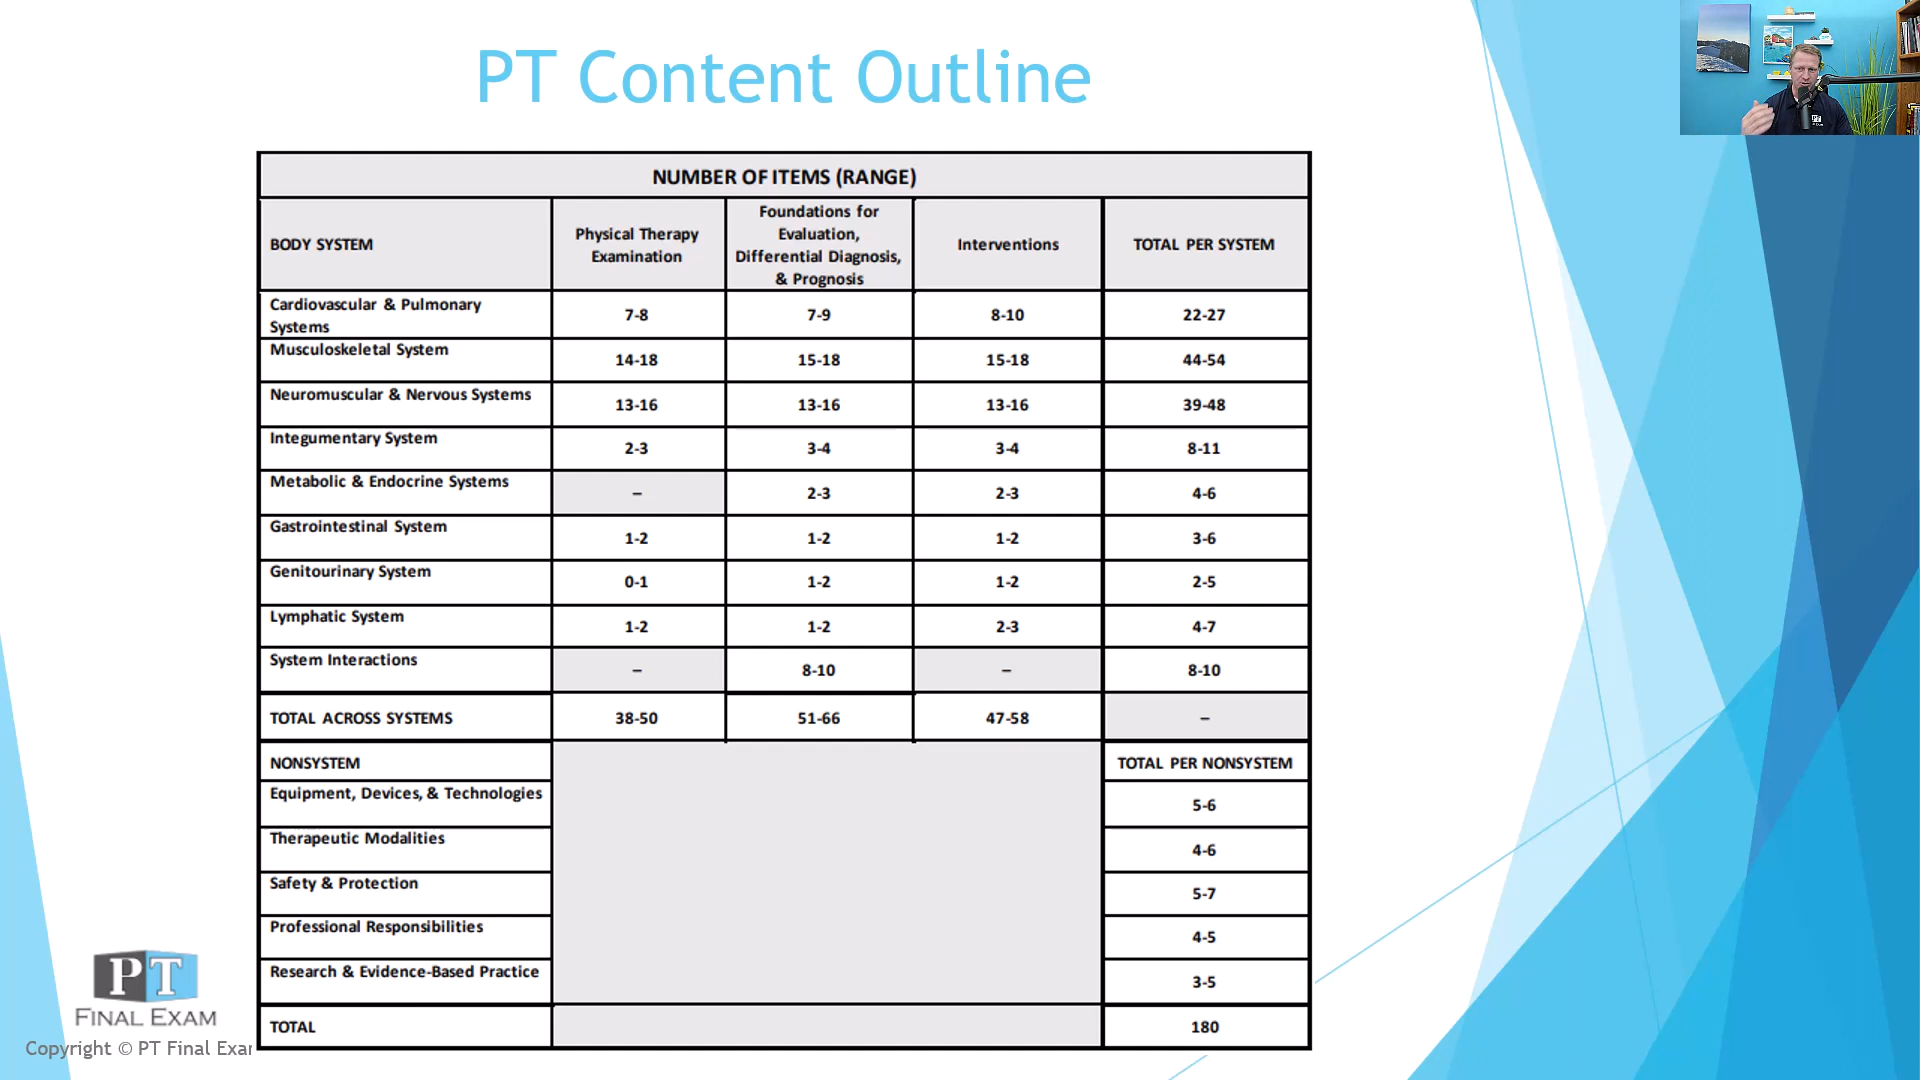 PT Content Outline
NUMBER OF ITEMS (RANGE)
BODY SYSTEM
Physical Therapy
Examination
Foundations for
Evaluation,
Differential Diagnosis,
& Prognosis
Interventions
TOTAL PER SYSTEM
Cardiovascular & Pulmonary
Systems
7-8
7-9
8-10
22-27
Musculoskeletal System
14-18
15-18
15-18
44-54
Neuromuscular & Nervous Systems
13-16
13-16
13-16
39-48
Integumentary System
2-3
3-4
3-4
8-11
Metabolic & Endocrine Systems
–
2-3
2-3
4-6
Gastrointestinal System
1-2
1-2
1-2
3-6
Genitourinary System
0-1
1-2
1-2
2-5
Lymphatic System
1-2
1-2
2-3
4-7
System Interactions
–
8-10
–
8-10
TOTAL ACROSS SYSTEMS
38-50
51-66
47-58
–
NONSYSTEM
TOTAL PER NONSYSTEM
Equipment, Devices, & Technologies
5-6
Therapeutic Modalities
4-6
Safety & Protection
5-7
Professional Responsibilities
4-5
Research & Evidence-Based Practice
3-5
TOTAL
180
PT
FINAL EXAM
Copyright © PT Final Exar
PT